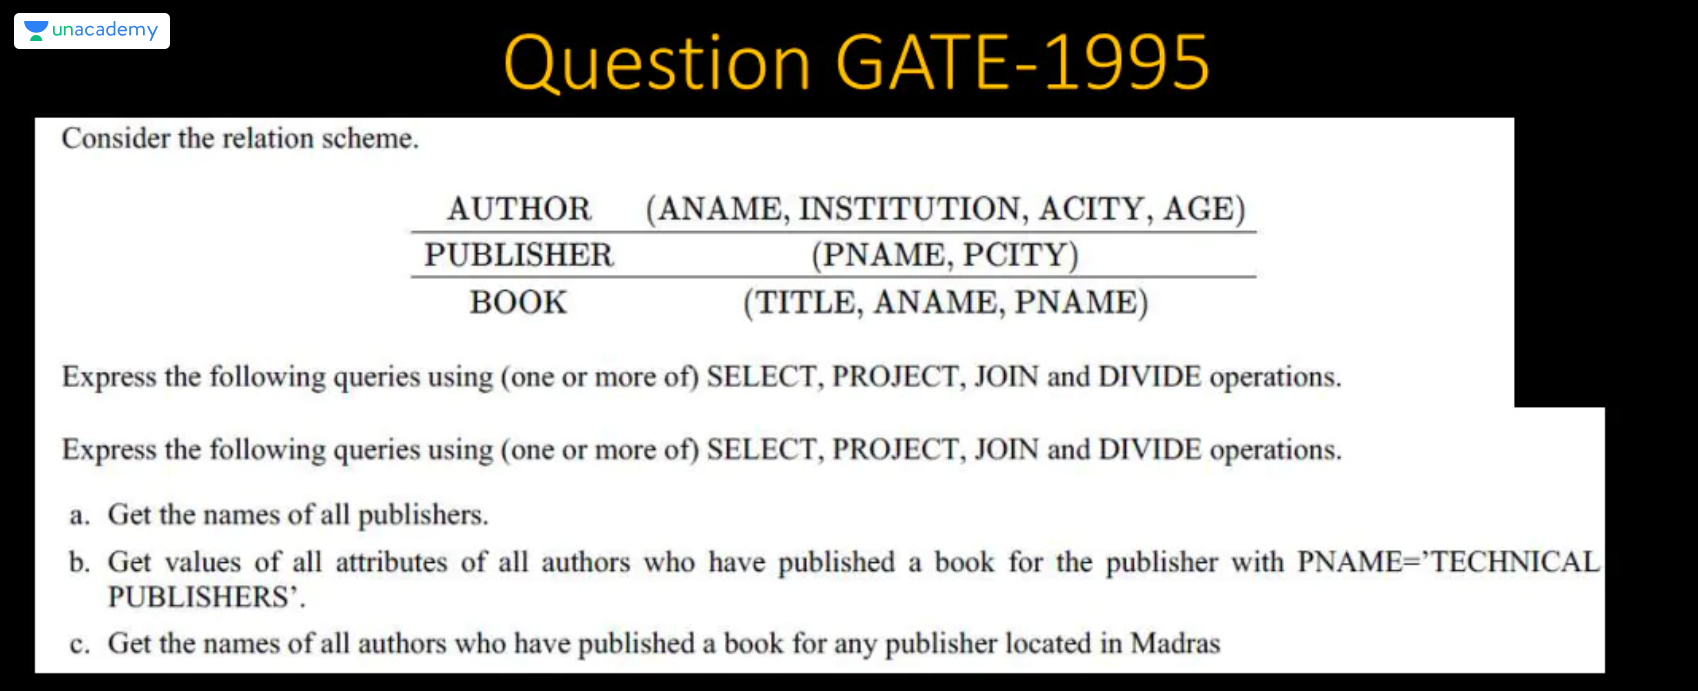 unacademy
Question GATE-1995
Consider the relation scheme.
AUTHOR (ANAME, INSTITUTION, ACITY, AGE)
PUBLISHER (PNAME, PCITY)
BOOK (TITLE, ANAME, PNAME)
Express the following queries using (one or more of) SELECT, PROJECT, JOIN and DIVIDE operations.
Express the following queries using (one or more of) SELECT, PROJECT, JOIN and DIVIDE operations.
a. Get the names of all publishers.
b. Get values of all attributes of all authors who have published a book for the publisher with PNAME=’TECHNICAL
PUBLISHERS’.
c. Get the names of all authors who have published a book for any publisher located in Madras